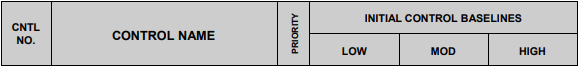 CNTL
NO.
CONTROL NAME
PRIORITY
INITIAL CONTROL BASELINES
LOW
MOD
HIGH